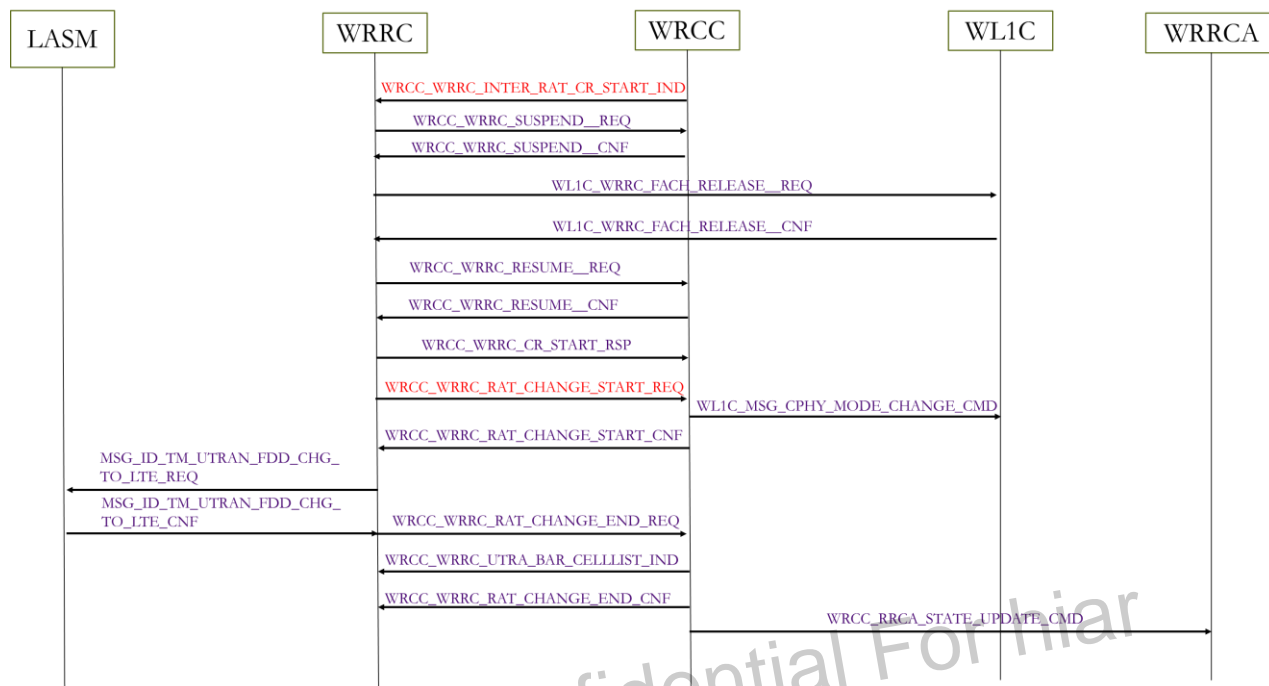 LASM
WRRC
WRCC
WL1C
WRRCA
WRCC_WRRC_INTER_RAT_CR_START_IND
WRCC_WRRC_SUSPEND__REQ
WRCC_WRRC_SUSPEND__CNF
WL1C_WRRC_FACH_RELEASE__REQ
WL1C_WRRC_FACH_RELEASE__CNF
WRCC_WRRC_RESUME__REQ
WRCC_WRRC_RESUME__CNF
WRCC_WRRC_CR_START_RSP
WRCC_WRRC_RAT_CHANGE_START_REQ
WL1C_MSG_CPHY_MODE_CHANGE_CMD
WRCC_WRRC_RAT_CHANGE_START_CNF
MSG_ID_TM_UTRAN_FDD_CHG_
TO_LTE_REQ
MSG_ID_TM_UTRAN_FDD_CHG_
TO_LTE_CNF
WRCC_WRRC_RAT_CHANGE_END_REQ
WRCC_WRRC_UTRA_BAR_CELLLIST_IND
WRCC_WRRC_RAT_CHANGE_END_CNF
WRCC_RRCA_STATE_UPDATE_CMD
For hiar